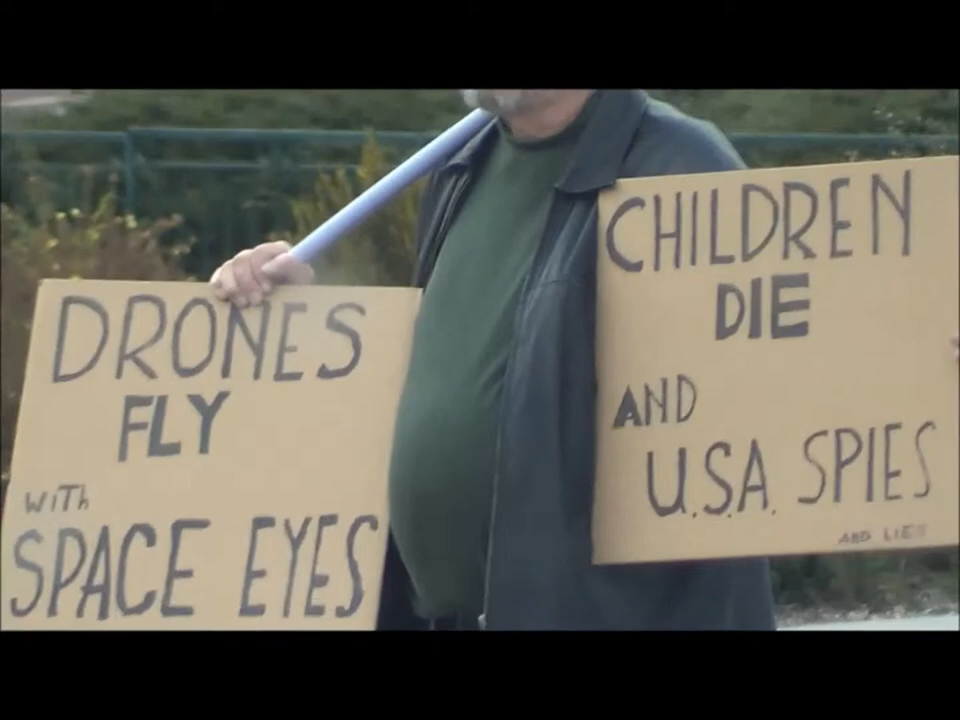 DRONES
FLY
WITh
SPACE EYES
CHILDREN
DIE
AND
U.S.A. SPIES
AND LIES